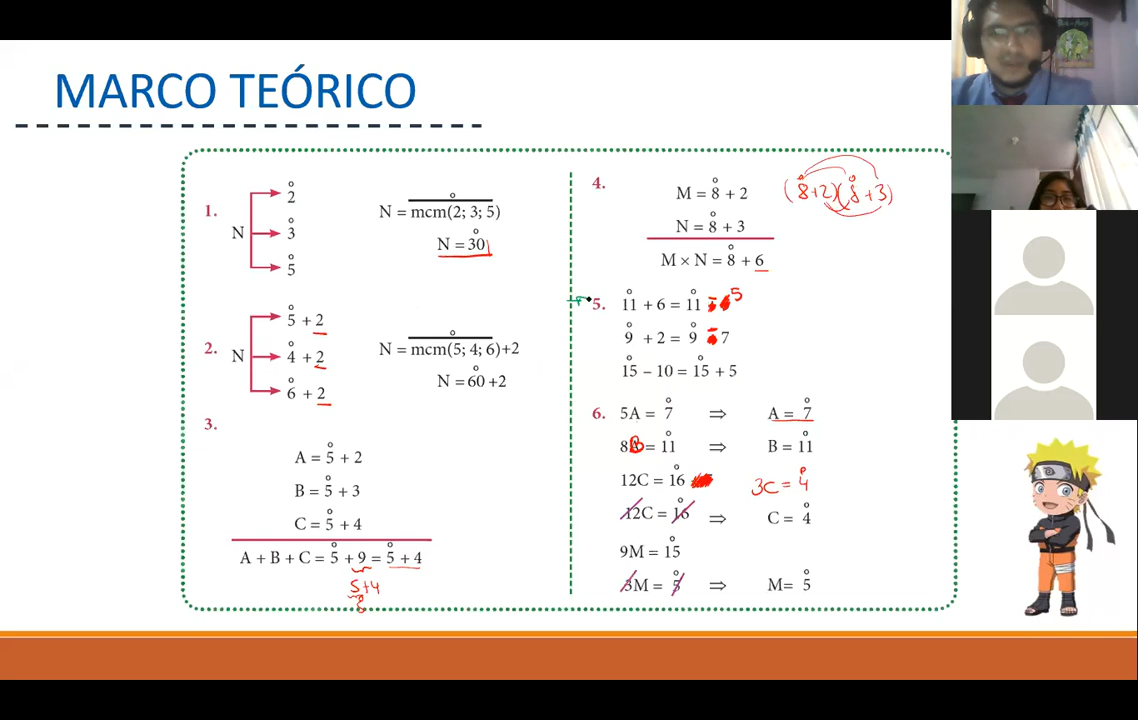 MARCO TEÓRICO
1.
N
2̊
3̊
5̊
N = mcm(2; 3; 5)
N = 30̊
2.
N
5̊ + 2
4̊ + 2
6̊ + 2
N = mcm(5; 4; 6)+2
N = 60̊ +2
3.
A = 5̊ + 2
B = 5̊ + 3
C = 5̊ + 4
A + B + C = 5̊ + 9 = 5̊ + 4
5+4
4.
M = 8̊ + 2
(8̊+2)(8̊+3)
N = 8̊ + 3
M × N = 8̊ + 6
5.
11̊ + 6 = 11̊ - 5
9̊ + 2 = 9̊ - 7
15̊ − 10 = 15̊ + 5
6.
5A = 7̊ ⇒ A = 7̊
8B = 11̊ ⇒ B = 11̊
12C = 16̊
3C = 4̊
12C = 16̊ ⇒ C = 4̊
9M = 15̊
3M = 5̊ ⇒ M= 5̊